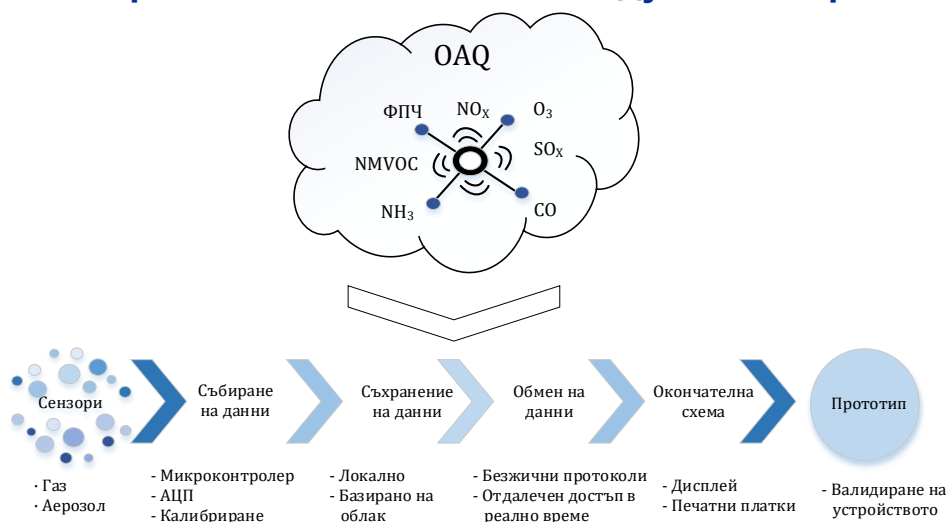 OAQ
ФПЧ NOX O3
NMVOC SOX
NH3 CO
Сензори
Събиране
на данни
Съхранение
на данни
Обмен на
данни
Окончателна
схема
Прототип
· Газ
· Аерозол
- Микроконтролер
- АЦП
- Калибриране
- Локално
- Базирано на
облак
- Безжични протоколи
- Отдалечен достъп в
реално време
- Дисплей
- Печатни платки
- Валидиране на
устройството